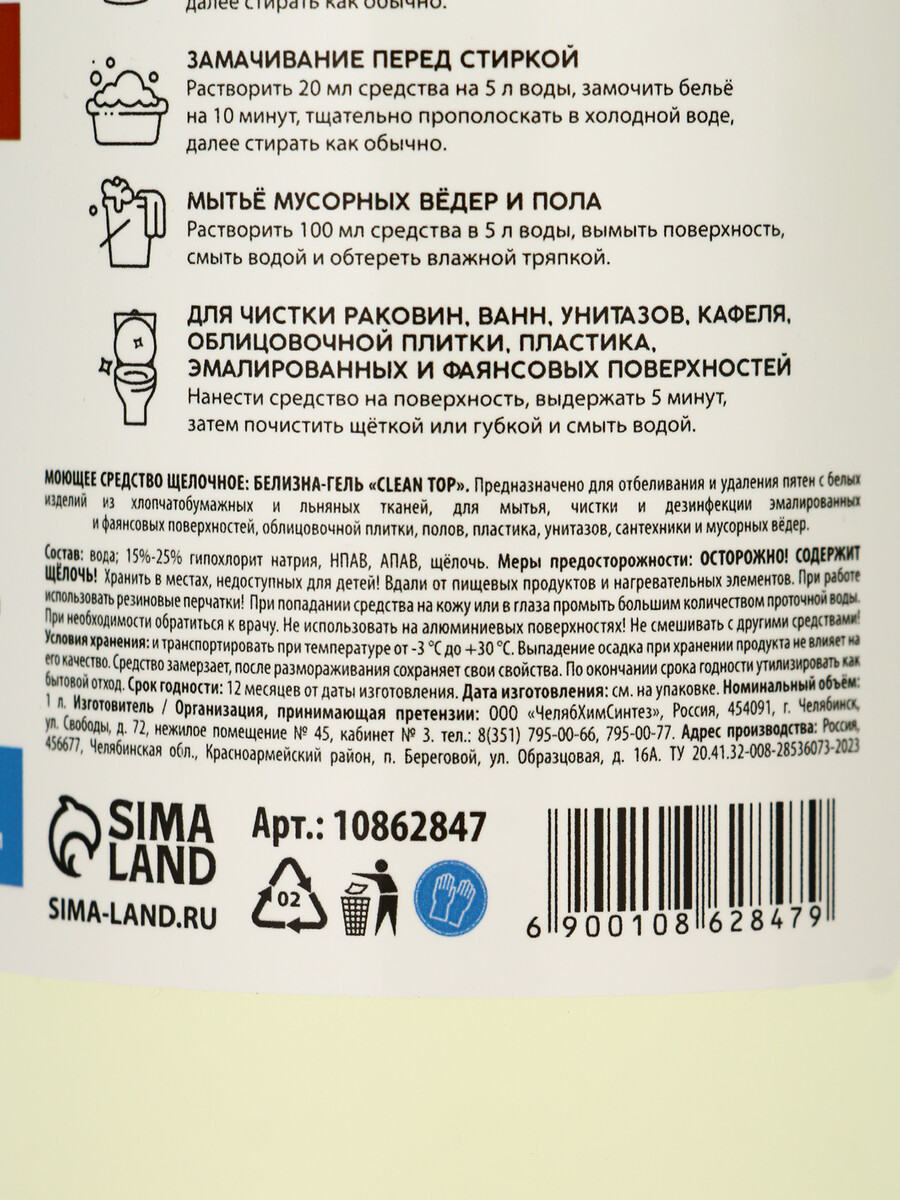 далее стирать как обычно.
ЗАМАЧИВАНИЕ ПЕРЕД СТИРКОЙ
Растворить 20 мл средства на 5 л воды, замочить бельё
на 10 минут, тщательно прополоскать в холодной воде,
далее стирать как обычно.
МЫТЬЁ МУСОРНЫХ ВЁДЕР И ПОЛА
Растворить 100 мл средства в 5 л воды, вымыть поверхность,
смыть водой и обтереть влажной тряпкой.
ДЛЯ ЧИСТКИ РАКОВИН, ВАНН, УНИТАЗОВ, КАФЕЛЯ,
ОБЛИЦОВОЧНОЙ ПЛИТКИ, ПЛАСТИКА,
ЭМАЛИРОВАННЫХ И ФАЯНСОВЫХ ПОВЕРХНОСТЕЙ
Нанести средство на поверхность, выдержать 5 минут,
затем почистить щёткой или губкой и смыть водой.
МОЮЩЕЕ СРЕДСТВО ЩЕЛОЧНОЕ: БЕЛИЗНА-ГЕЛЬ «CLEAN TOP». Предназначено для отбеливания и удаления пятен с белых
изделий из хлопчатобумажных и льняных тканей, для мытья, чистки и дезинфекции эмалированных
и фаянсовых поверхностей, облицовочной плитки, полов, пластика, унитазов, сантехники и мусорных вёдер.
Состав: вода; 15%-25% гипохлорит натрия, НПАВ, АПАВ, щёлочь. Меры предосторожности: ОСТОРОЖНО! СОДЕРЖИТ
ЩЁЛОЧЬ! Хранить в местах, недоступных для детей! Вдали от пищевых продуктов и нагревательных элементов. При работе
использовать резиновые перчатки! При попадании средства на кожу или в глаза промыть большим количеством проточной воды.
При необходимости обратиться к врачу. Не использовать на алюминиевых поверхностях! Не смешивать с другими средствами!
Условия хранения: и транспортировать при температуре от -3 °C до +30 °C. Выпадение осадка при хранении продукта не влияет на
его качество. Средство замерзает, после размораживания сохраняет свои свойства. По окончании срока годности утилизировать как
бытовой отход. Срок годности: 12 месяцев от даты изготовления. Дата изготовления: см. на упаковке. Номинальный объём:
1 л. Изготовитель / Организация, принимающая претензии: ООО «ЧелябХимСинтез», Россия, 454091, г. Челябинск,
ул. Свободы, д. 72, нежилое помещение № 45, кабинет № 3. тел.: 8(351) 795-00-66, 795-00-77. Адрес производства: Россия,
456677, Челябинская обл., Красноармейский район, п. Береговой, ул. Образцовая, д. 16А. ТУ 20.41.32-008-28536073-2023
SIMA
LAND
SIMA-LAND.RU
Арт.: 10862847
02
6 900108 628479